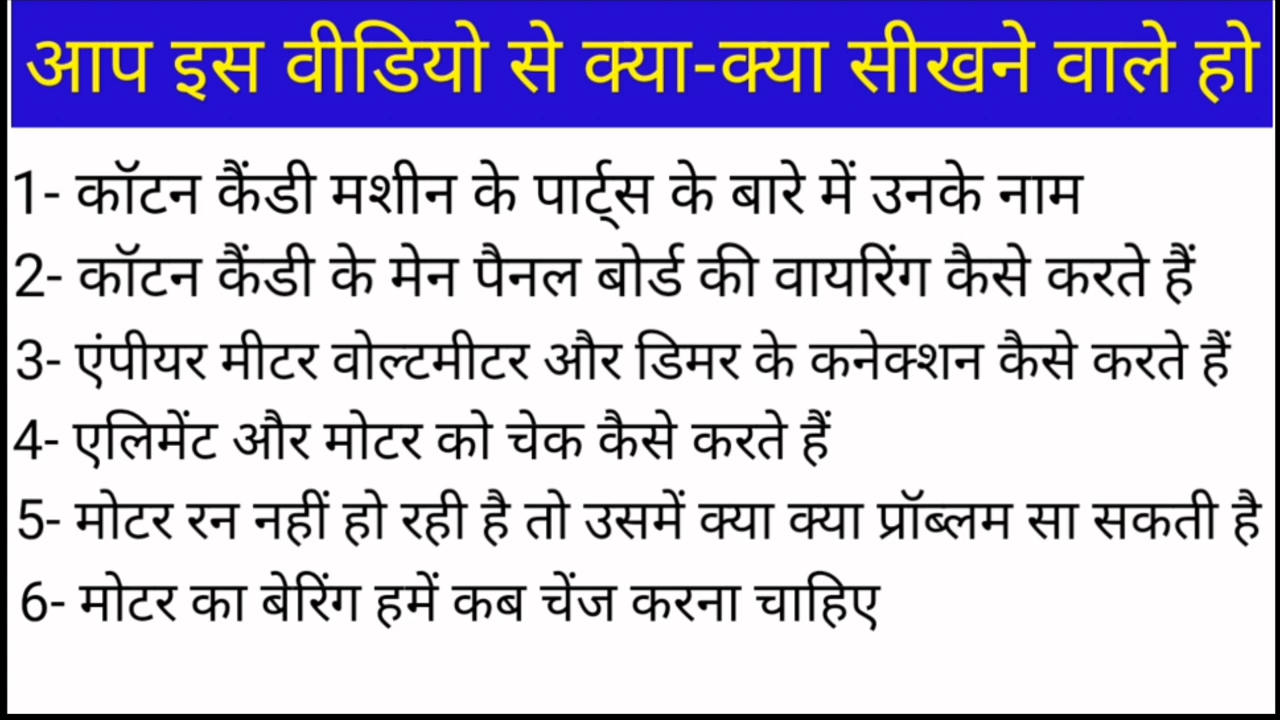 आप इस वीडियो से क्या-क्या सीखने वाले हो
1- कॉटन कैंडी मशीन के पार्ट्स के बारे में उनके नाम
2- कॉटन कैंडी के मेन पैनल बोर्ड की वायरिंग कैसे करते हैं
3- एंपीयर मीटर वोल्टमीटर और डिमर के कनेक्शन कैसे करते हैं
4- एलिमेंट और मोटर को चेक कैसे करते हैं
5- मोटर रन नहीं हो रही है तो उसमें क्या क्या प्रॉब्लम सा सकती है
6- मोटर का बेरिंग हमें कब चेंज करना चाहिए